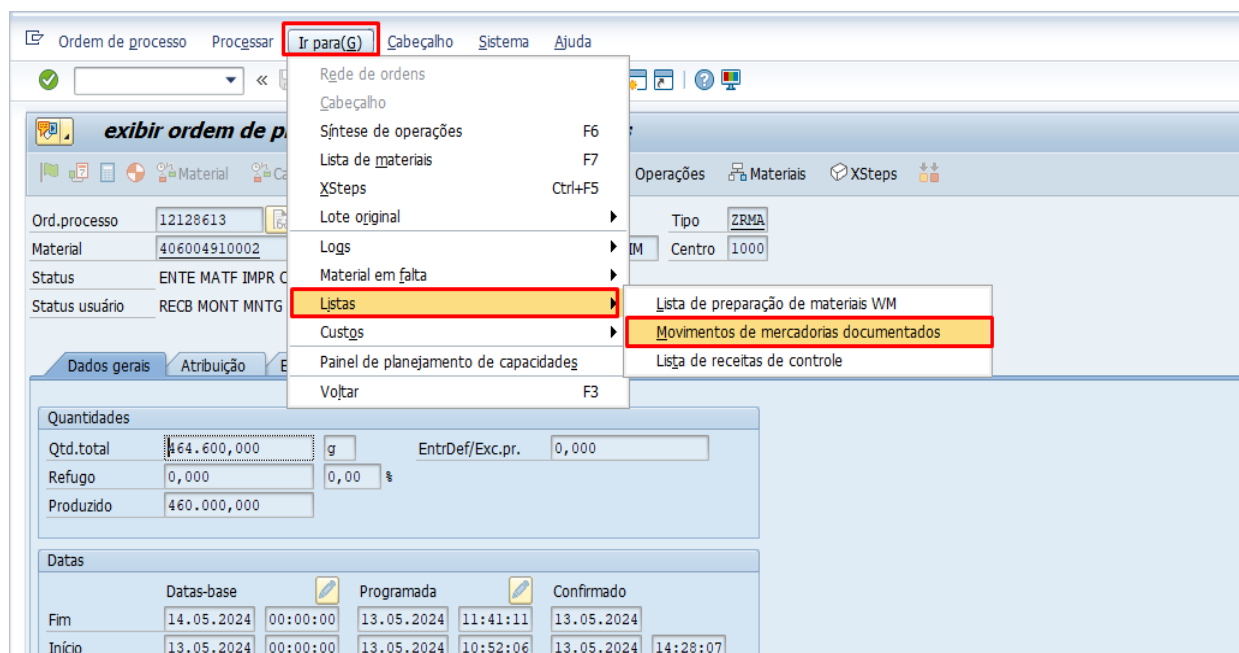 Ordem de processo Processar Ir para(G) Cabeçalho Sistema Ajuda
Rede de ordens
Cabeçalho
Síntese de operações F6
Lista de materiais F7
XSteps Ctrl+F5
Lote original
Logs
Material em falta
Listas
Custos
Painel de planejamento de capacidades
Voltar F3
Lista de preparação de materiais WM
Movimentos de mercadorias documentados
Lista de receitas de controle
exibir ordem de
Material Operações Materiais XSteps
Ord.processo 12128613 Tipo ZRMA
Material 406004910002 IM Centro 1000
Status ENTE MATF IMPR
Status usuário RECB MONT MNTG
Dados gerais Atribuição
Quantidades
Qtd.total 464.600,000 g EntrDef/Exc.pr. 0,000
Refugo 0,000 0,00 %
Produzido 460.000,000
Datas
Datas-base Programada Confirmado
Fim 14.05.2024 00:00:00 13.05.2024 11:41:11 13.05.2024
Início 13.05.2024 00:00:00 13.05.2024 10:52:06 13.05.2024 14:28:07